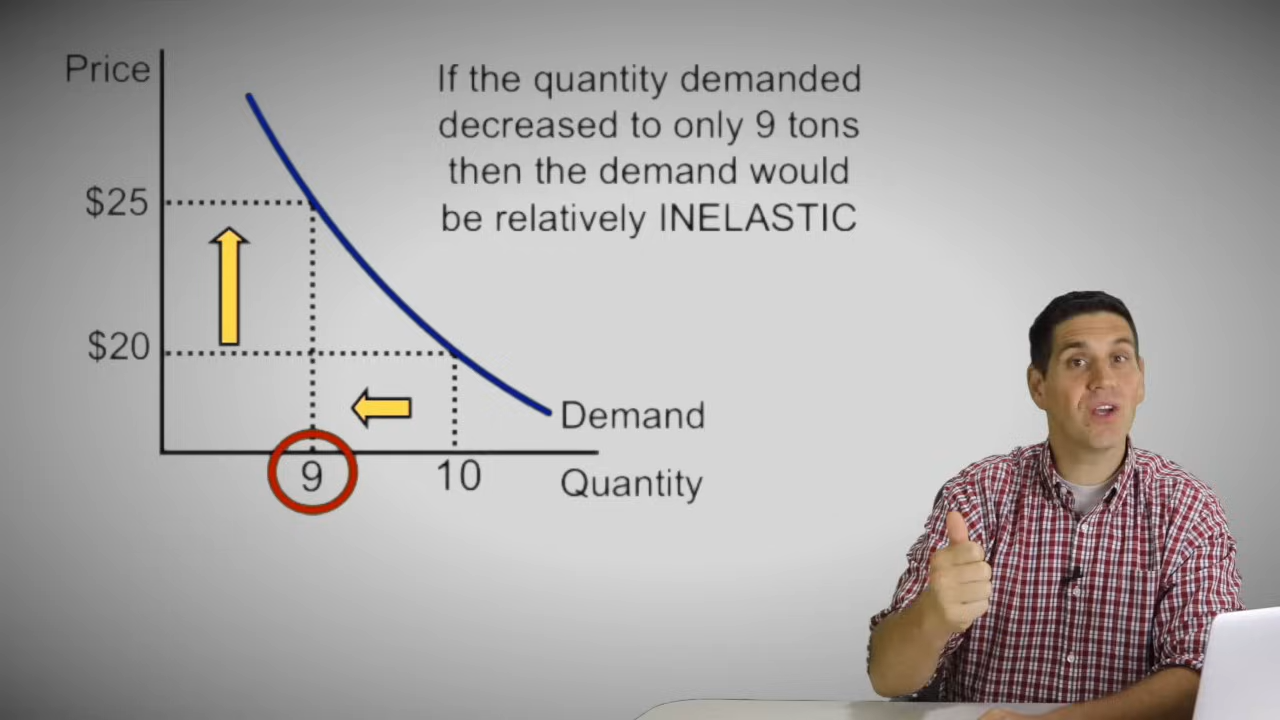 Price
If the quantity demanded
decreased to only 9 tons
then the demand would
be relatively INELASTIC
$25
$20
Demand
9
10
Quantity